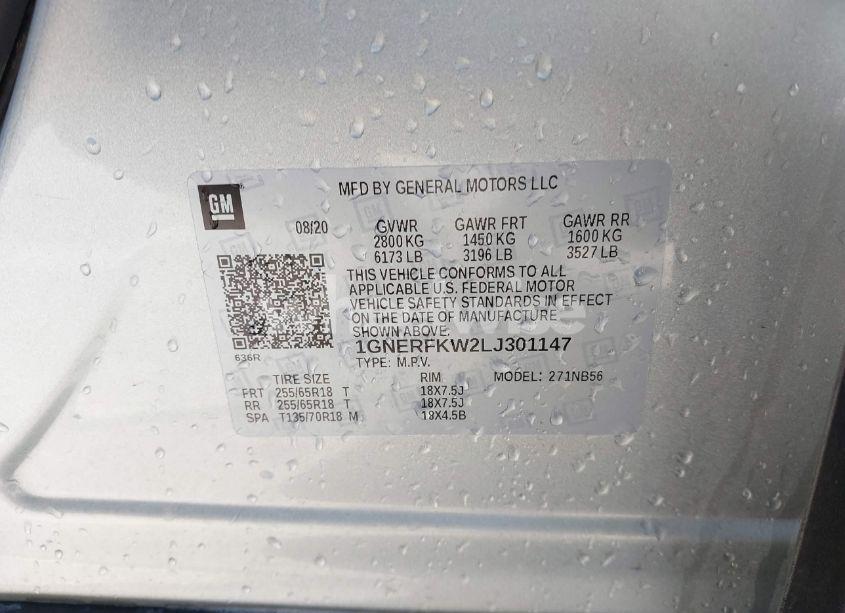 GM
MFD BY GENERAL MOTORS LLC
08/20 GVWR GAWR FRT GAWR RR
2800 KG 1450 KG 1600 KG
6173 LB 3196 LB 3527 LB
THIS VEHICLE CONFORMS TO ALL
APPLICABLE U.S. FEDERAL MOTOR
VEHICLE SAFETY STANDARDS IN EFFECT
ON THE DATE OF MANUFACTURE
SHOWN ABOVE.
1GNERFKW2LJ301147
636R
TYPE: M.P.V.
TIRE SIZE RIM MODEL: 271NB56
FRT 255/65R18 T 18X7.5J
RR 255/65R18 T 18X7.5J
SPA T135/70R18 M 18X4.5B